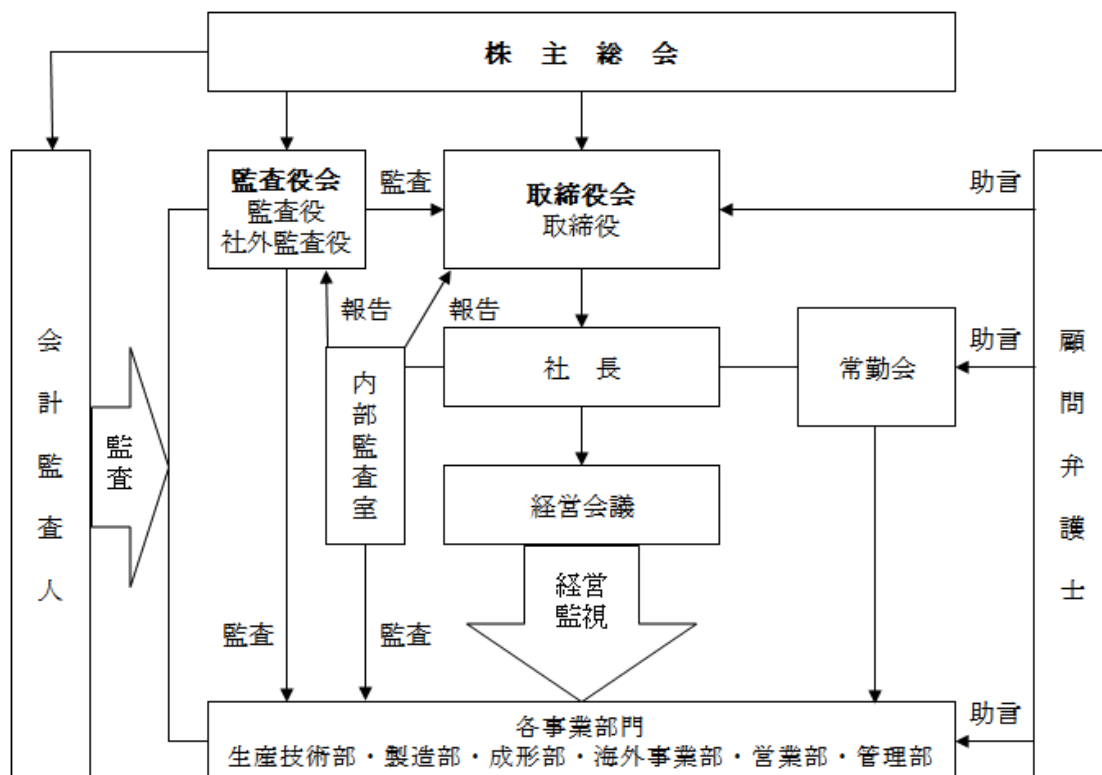 株 主 総 会
監査役会
監査役
社外監査役
監査
取締役会
取締役
助言
報告
報告
会計監査人
監査
内部監査室
社 長
常勤会
助言
顧問弁護士
経営会議
経営
監視
監査
監査
各事業部門
生産技術部・製造部・成形部・海外事業部・営業部・管理部
助言